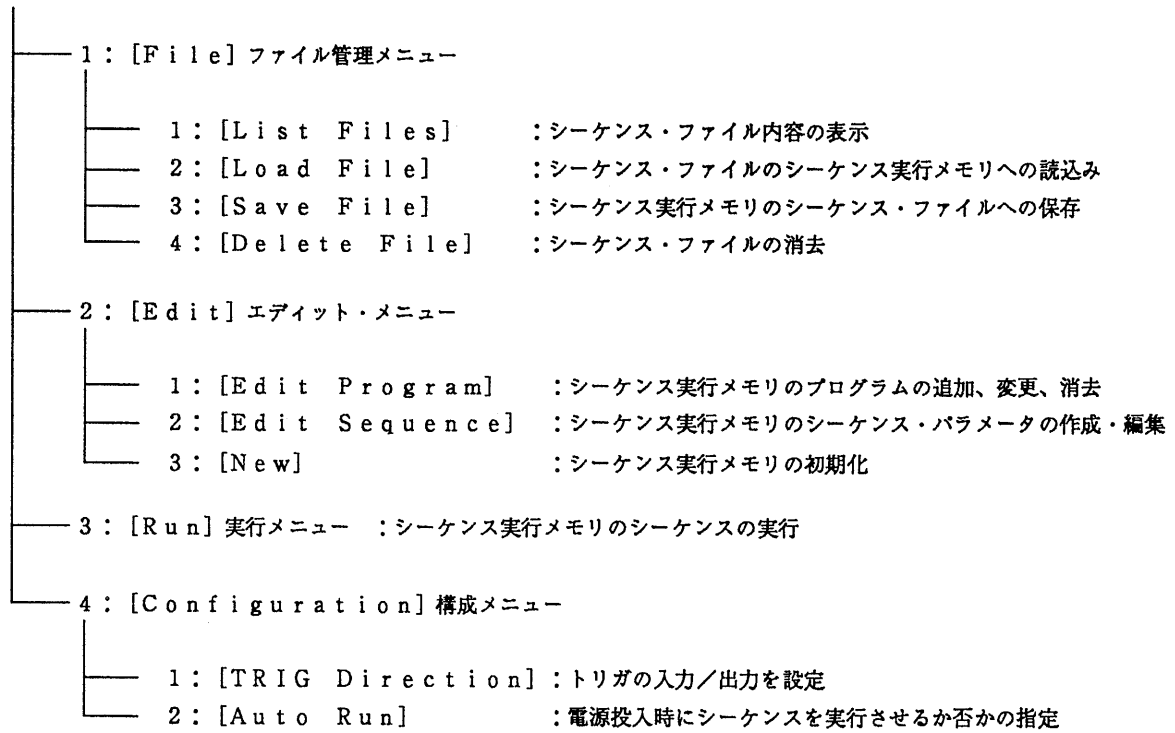 1：[File] ファイル管理メニュー
1：[List Files] ：シーケンス・ファイル内容の表示
2：[Load File] ：シーケンス・ファイルのシーケンス実行メモリへの読込み
3：[Save File] ：シーケンス実行メモリのシーケンス・ファイルへの保存
4：[Delete File] ：シーケンス・ファイルの消去
2：[Edit] エディット・メニュー
1：[Edit Program] ：シーケンス実行メモリのプログラムの追加、変更、消去
2：[Edit Sequence] ：シーケンス実行メモリのシーケンス・パラメータの作成・編集
3：[New] ：シーケンス実行メモリの初期化
3：[Run] 実行メニュー ：シーケンス実行メモリのシーケンスの実行
4：[Configuration] 構成メニュー
1：[TRIG Direction] ：トリガの入力／出力を設定
2：[Auto Run] ：電源投入時にシーケンスを実行させるか否かの指定